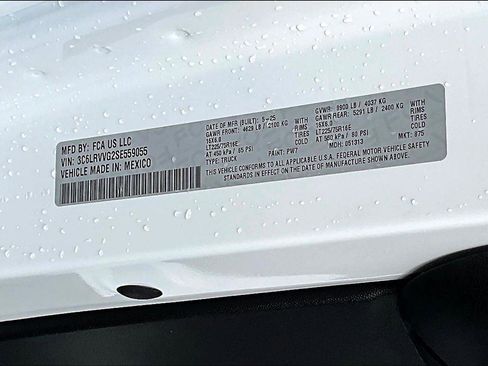 MFD BY: FCA US LLC
VIN: 3C6LRVVG2SE559055
VEHICLE MADE IN: MEXICO
DATE OF MFR (BUILT): 5-25
GAWR FRONT: 4629 LB / 2100 KG WITH
16X6.0 TIRES
LT225/75R16E RIMS
AT 450 kPa / 65 PSI COLD
TYPE: TRUCK PAINT: PW7
GVWR: 8900 LB / 4037 KG
GAWR REAR: 5291 LB / 2400 KG WITH
16X6.0 TIRES
LT225/75R16E RIMS
AT 550 kPa / 80 PSI COLD
MDH: 051313 MKT: 875
THIS VEHICLE CONFORMS TO ALL APPLICABLE U.S.A. FEDERAL MOTOR VEHICLE SAFETY
STANDARDS IN EFFECT ON THE DATE OF MANUFACTURE SHOWN ABOVE.